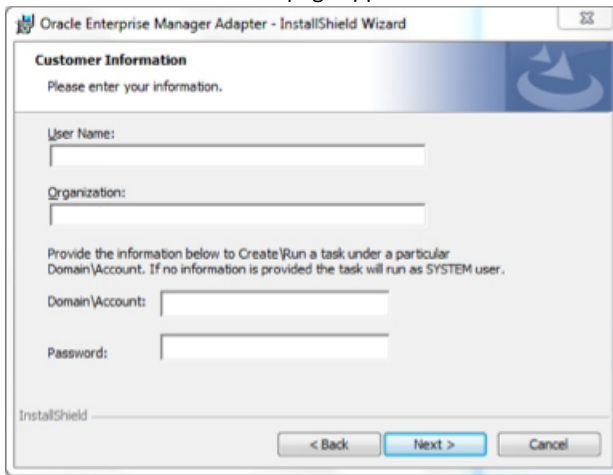 Oracle Enterprise Manager Adapter - InstallShield Wizard
Customer Information
Please enter your information.
User Name:
Organization:
Provide the information below to Create\Run a task under a particular
Domain\Account. If no information is provided the task will run as SYSTEM user.
Domain\Account:
Password:
InstallShield
< Back
Next >
Cancel